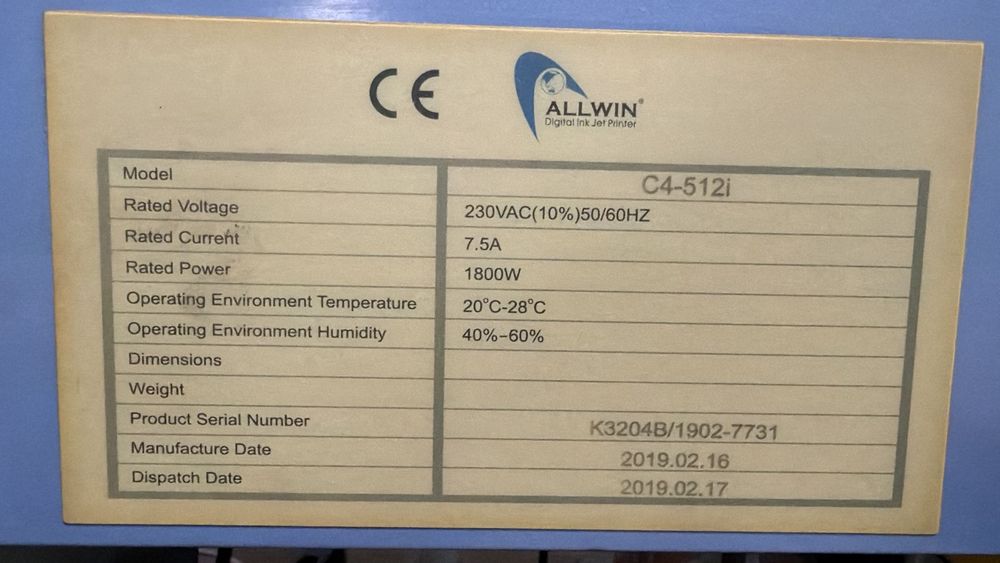 CE
ALLWIN®
Digital Ink Jet Printer
Model C4-512i
Rated Voltage 230VAC(10%)50/60HZ
Rated Current 7.5A
Rated Power 1800W
Operating Environment Temperature 20°C-28°C
Operating Environment Humidity 40%-60%
Dimensions
Weight
Product Serial Number K3204B/1902-7731
Manufacture Date 2019.02.16
Dispatch Date 2019.02.17